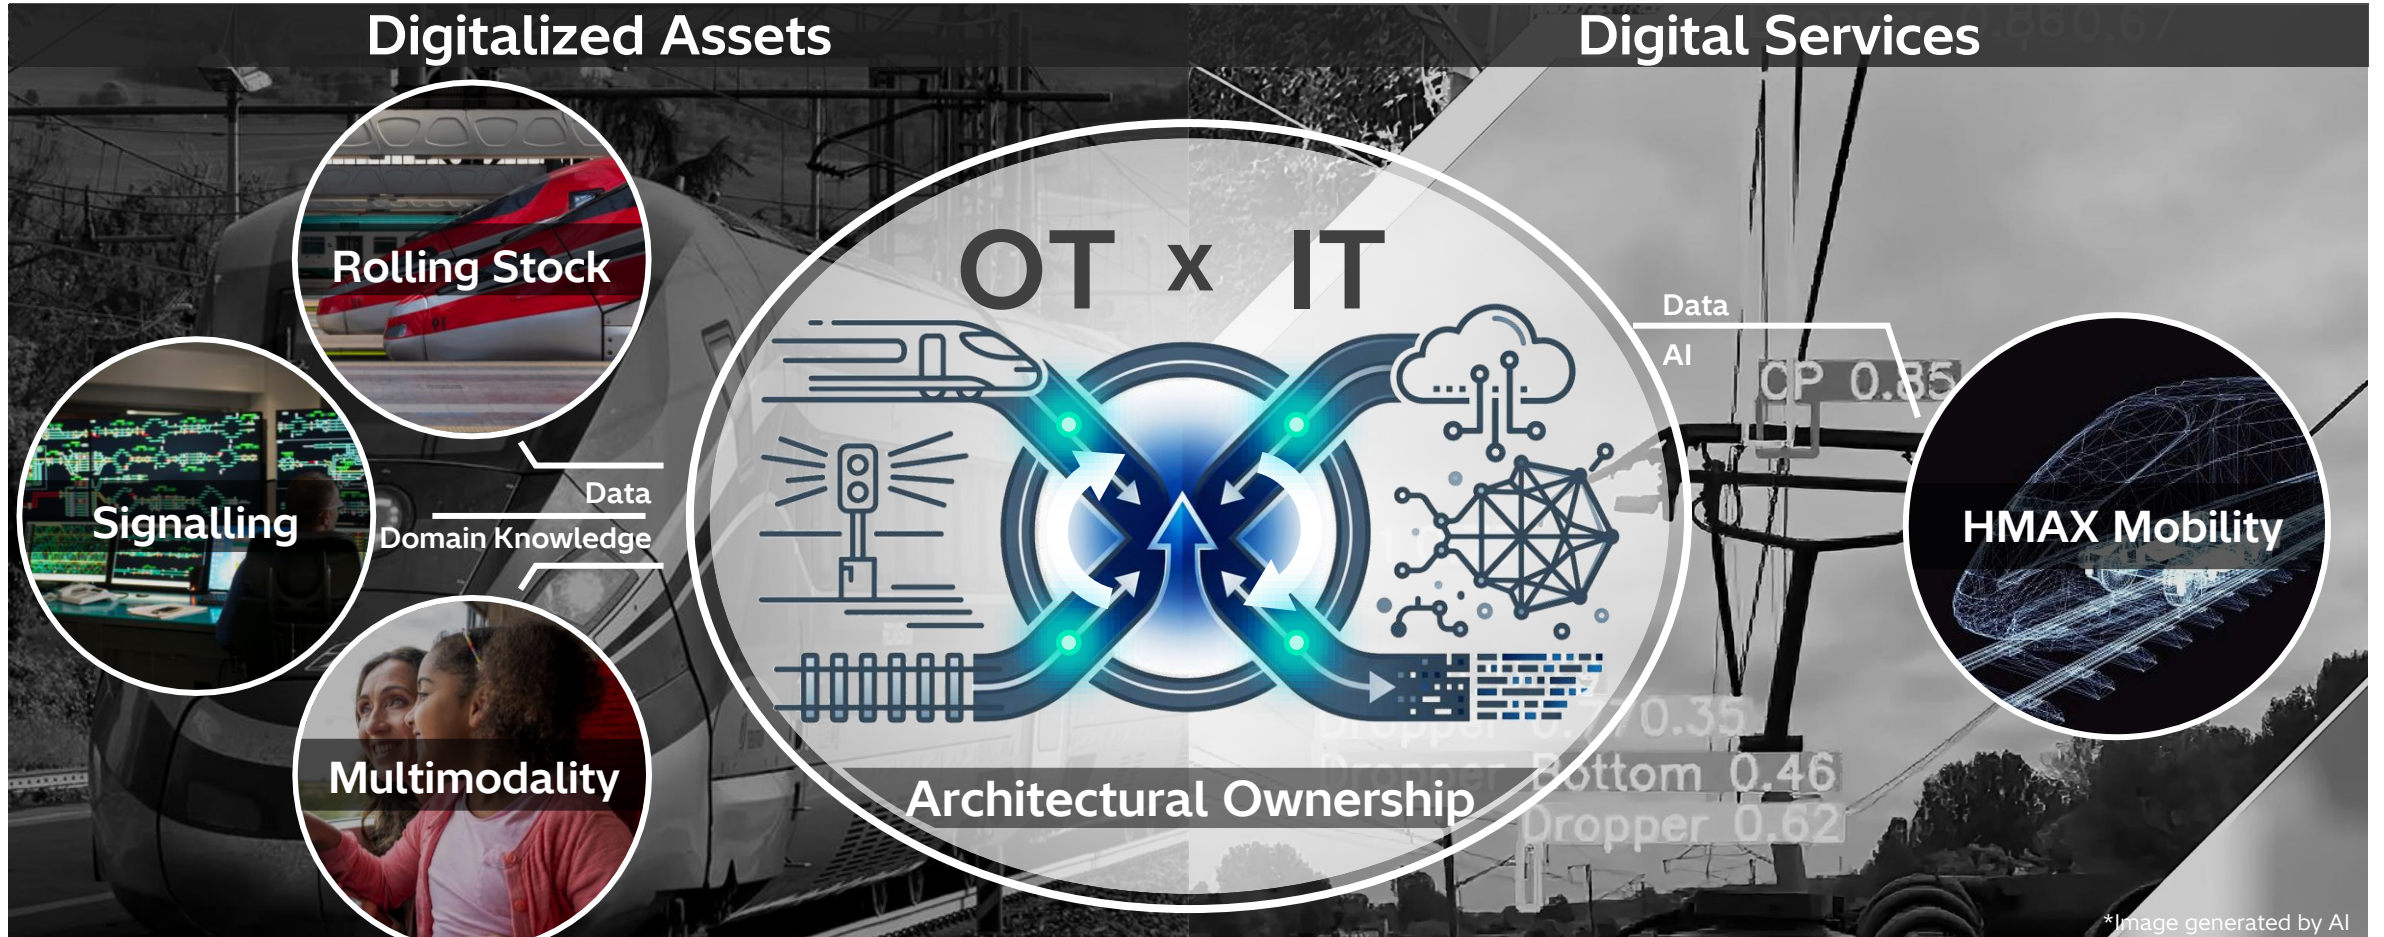 Digitalized Assets
Digital Services
Rolling Stock
Signalling
Multimodality
Data
Domain Knowledge
OT x IT
Architectural Ownership
Data
AI
HMAX Mobility
CP 0.85
0.35
Dropper Bottom 0.46
Dropper 0.62
*Image generated by AI